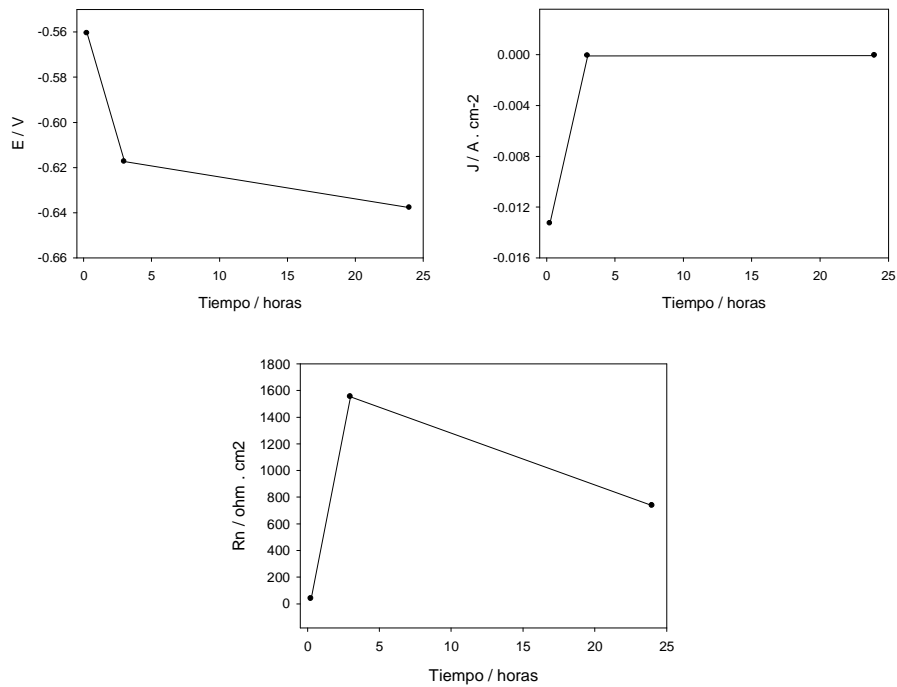 -0.56
-0.58
-0.60
-0.62
-0.64
-0.66
E / V
0 5 10 15 20 25
Tiempo / horas
0.000
-0.004
-0.008
-0.012
-0.016
J / A . cm-2
0 5 10 15 20 25
Tiempo / horas
1800
1600
1400
1200
1000
800
600
400
200
0
Rn / ohm . cm2
0 5 10 15 20 25
Tiempo / horas